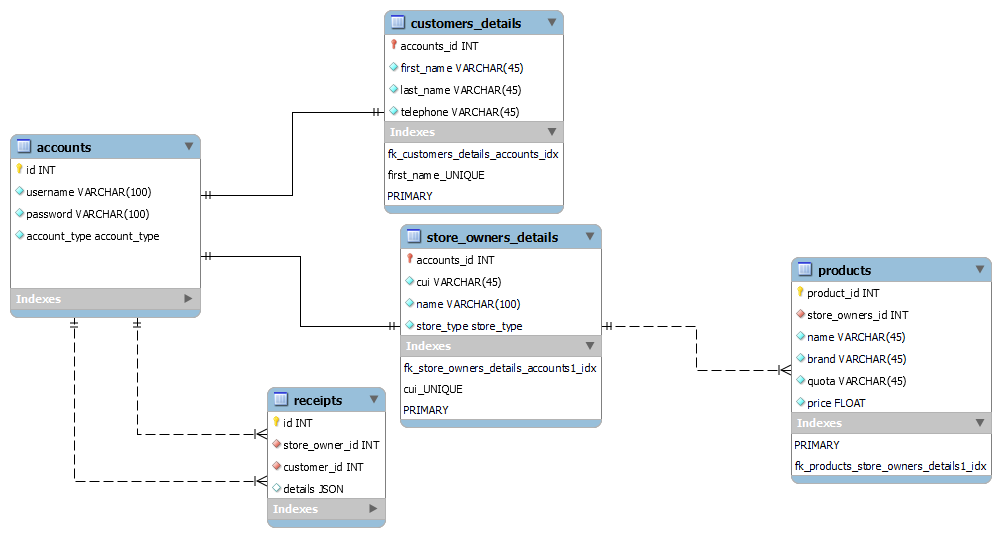 customers_details
accounts_id INT
first_name VARCHAR(45)
last_name VARCHAR(45)
telephone VARCHAR(45)
Indexes
fk_customers_details_accounts_idx
first_name_UNIQUE
PRIMARY
accounts
id INT
username VARCHAR(100)
password VARCHAR(100)
account_type account_type
Indexes
store_owners_details
accounts_id INT
cui VARCHAR(45)
name VARCHAR(100)
store_type store_type
Indexes
fk_store_owners_details_accounts1_idx
cui_UNIQUE
PRIMARY
products
product_id INT
store_owners_id INT
name VARCHAR(45)
brand VARCHAR(45)
quota VARCHAR(45)
price FLOAT
Indexes
PRIMARY
fk_products_store_owners_details1_idx
receipts
id INT
store_owner_id INT
customer_id INT
details JSON
Indexes